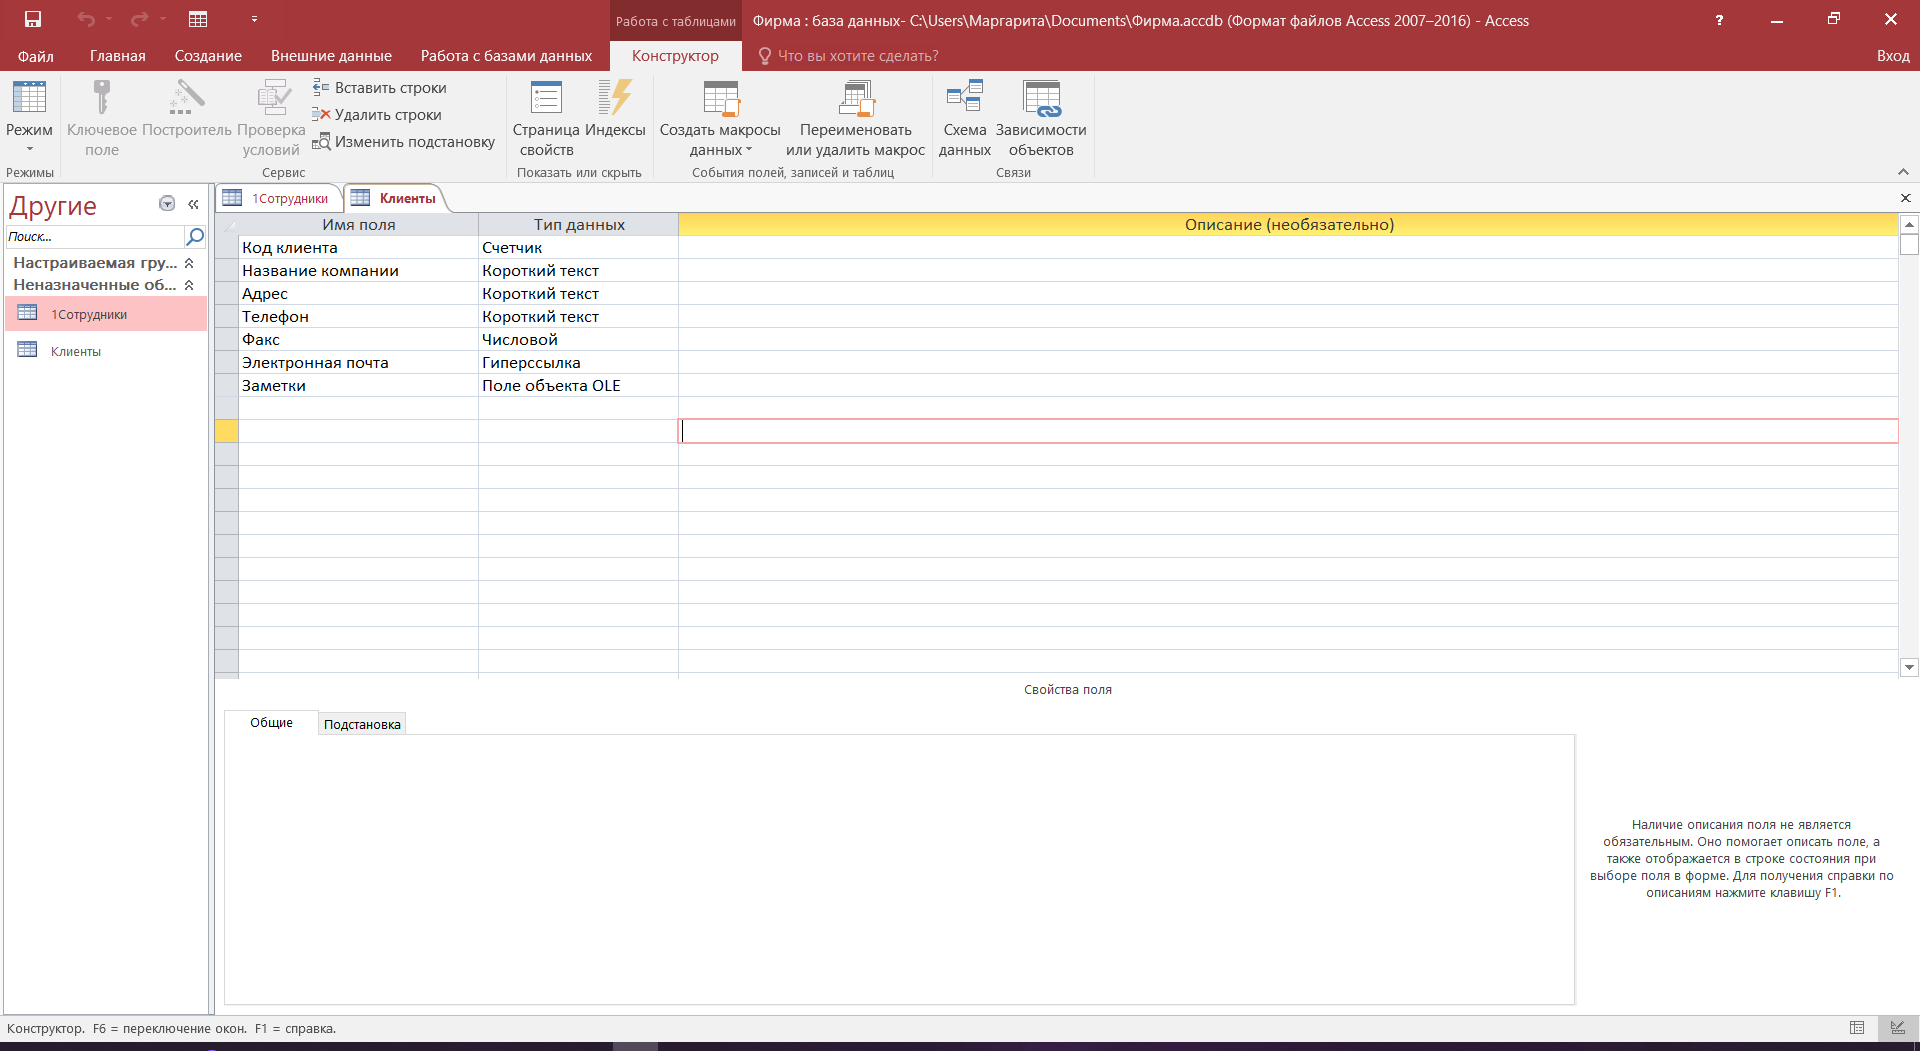 Работа с таблицами
Фирма : база данных- C:\Users\Маргарита\Documents\Фирма.accdb (Формат файлов Access 2007–2016) - Access
?
Файл
Главная
Создание
Внешние данные
Работа с базами данных
Конструктор
Что вы хотите сделать?
Вход
Режим
Ключевое
поле
Построитель
Проверка
условий
Вставить строки
Удалить строки
Изменить подстановку
Страница
свойств
Индексы
Создать макросы
данных
Переименовать
или удалить макрос
Схема
данных
Зависимости
объектов
Режимы
Сервис
Показать или скрыть
События полей, записей и таблиц
Связи
Другие
Поиск...
Настраиваемая гру...
Неназначенные об...
1Сотрудники
Клиенты
1Сотрудники
Клиенты
Имя поля Тип данных Описание (необязательно)
Код клиента Счетчик
Название компании Короткий текст
Адрес Короткий текст
Телефон Короткий текст
Факс Числовой
Электронная почта Гиперссылка
Заметки Поле объекта OLE
Свойства поля
Общие
Подстановка
Наличие описания поля не является
обязательным. Оно помогает описать поле, а
также отображается в строке состояния при
выборе поля в форме. Для получения справки по
описаниям нажмите клавишу F1.
Конструктор. F6 = переключение окон. F1 = справка.